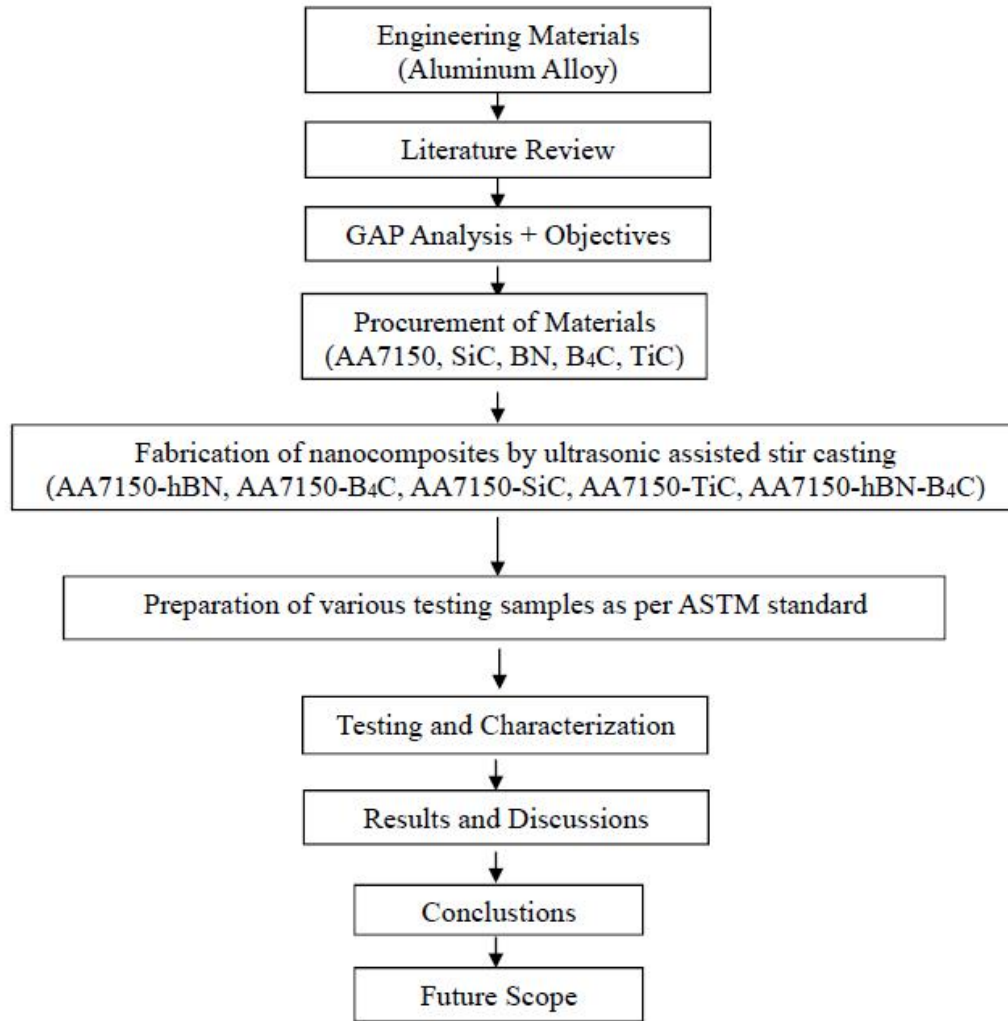 Engineering Materials
(Aluminum Alloy)
Literature Review
GAP Analysis + Objectives
Procurement of Materials
(AA7150, SiC, BN, B₄C, TiC)
Fabrication of nanocomposites by ultrasonic assisted stir casting
(AA7150-hBN, AA7150-B₄C, AA7150-SiC, AA7150-TiC, AA7150-hBN-B₄C)
Preparation of various testing samples as per ASTM standard
Testing and Characterization
Results and Discussions
Conclustions
Future Scope